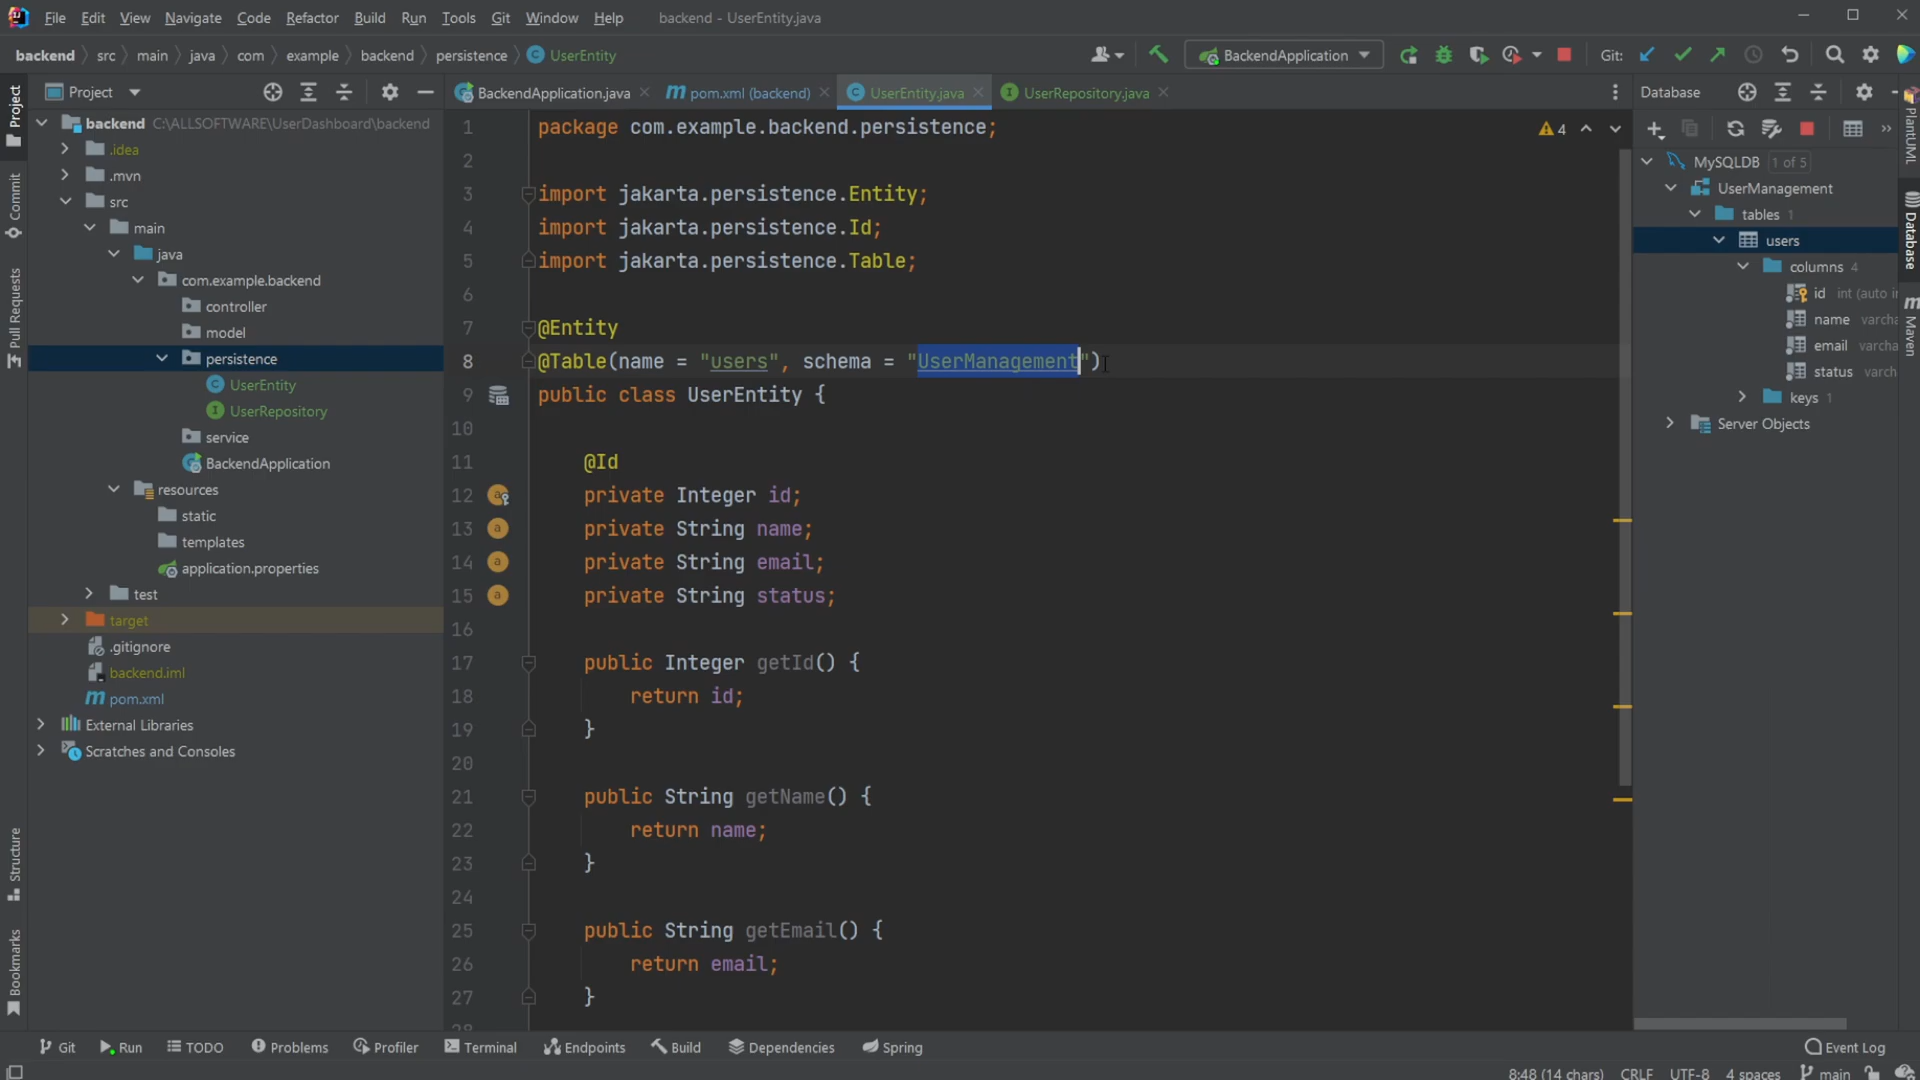 File Edit View Navigate Code Refactor Build Run Tools Git Window Help backend - UserEntity.java
backend src main java com example backend persistence UserEntity BackendApplication Git:
Project
BackendApplication.java pom.xml (backend) UserEntity.java UserRepository.java
Database
Project
Commit
Pull Requests
Structure
Bookmarks
backend C:\ALLSOFTWARE\UserDashboard\backend
.idea
.mvn
src
main
java
com.example.backend
controller
model
persistence
UserEntity
UserRepository
service
BackendApplication
resources
static
templates
application.properties
test
target
.gitignore
backend.iml
pom.xml
External Libraries
Scratches and Consoles
4
1 package com.example.backend.persistence;
2
3 import jakarta.persistence.Entity;
4 import jakarta.persistence.Id;
5 import jakarta.persistence.Table;
6
7 @Entity
8 @Table(name = "users", schema = "UserManagement")
9 public class UserEntity {
10
11 @Id
12 private Integer id;
13 private String name;
14 private String email;
15 private String status;
16
17 public Integer getId() {
18 return id;
19 }
20
21 public String getName() {
22 return name;
23 }
24
25 public String getEmail() {
26 return email;
27 }
28
MySQLDB 1 of 5
UserManagement
tables 1
users
columns 4
id int (auto in
name varcha
email varcha
status varch
keys 1
Server Objects
PlantUML
Database
Maven
Git Run TODO Problems Profiler Terminal Endpoints Build Dependencies Spring Event Log
8:48 (14 chars) CRLF UTF-8 4 spaces main